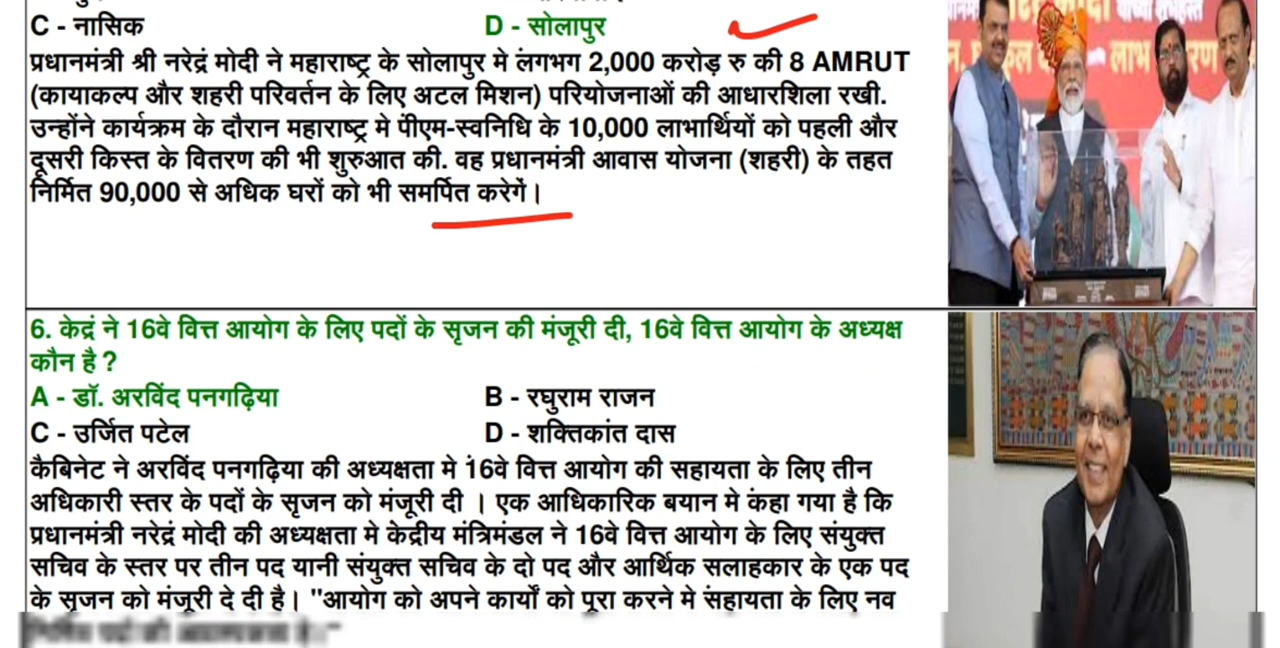 C - नासिक
D - सोलापुर
प्रधानमंत्री श्री नरेद्रं मोदी ने महाराष्ट्र के सोलापुर मे लंगभग 2,000 करोड़ रु की 8 AMRUT
(कायाकल्प और शहरी परिवर्तन के लिए अटल मिशन) परियोजनाओं की आधारशिला रखी.
उन्होंने कार्यक्रम के दौरान महाराष्ट्र मे पीएम-स्वनिधि के 10,000 लाभार्थियों को पहली और
दूसरी किस्त के वितरण की भी शुरुआत की. वह प्रधानमंत्री आवास योजना (शहरी) के तहत
निर्मित 90,000 से अधिक घरों को भी समर्पित करेगें।
लाभ
6. केद्रं ने 16वे वित्त आयोग के लिए पदों के सृजन की मंजूरी दी, 16वे वित्त आयोग के अध्यक्ष
कौन है ?
A - डॉ. अरविंद पनगढ़िया
B - रघुराम राजन
C - उर्जित पटेल
D - शक्तिकांत दास
कैबिनेट ने अरविंद पनगढ़िया की अध्यक्षता मे 16वे वित्त आयोग की सहायता के लिए तीन
अधिकारी स्तर के पदों के सृजन को मंजूरी दी । एक आधिकारिक बयान मे कंहा गया है कि
प्रधानमंत्री नरेद्रं मोदी की अध्यक्षता मे केद्रीय मंत्रिमंडल ने 16वे वित्त आयोग के लिए संयुक्त
सचिव के स्तर पर तीन पद यानी संयुक्त सचिव के दो पद और आर्थिक सलाहकार के एक पद
के सृजन को मंजूरी दे दी है। "आयोग को अपने कार्यों को पूरा करने मे संहायता के लिए नव